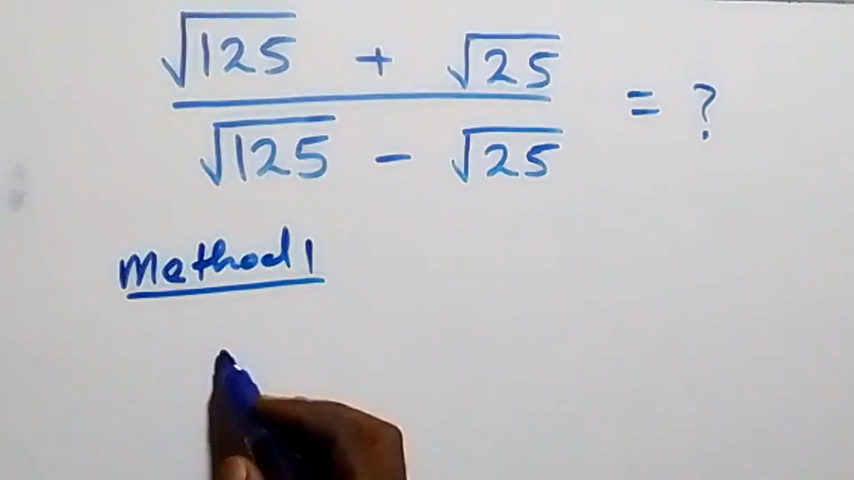 √125 + √25
= ?
√125 - √25
Method 1